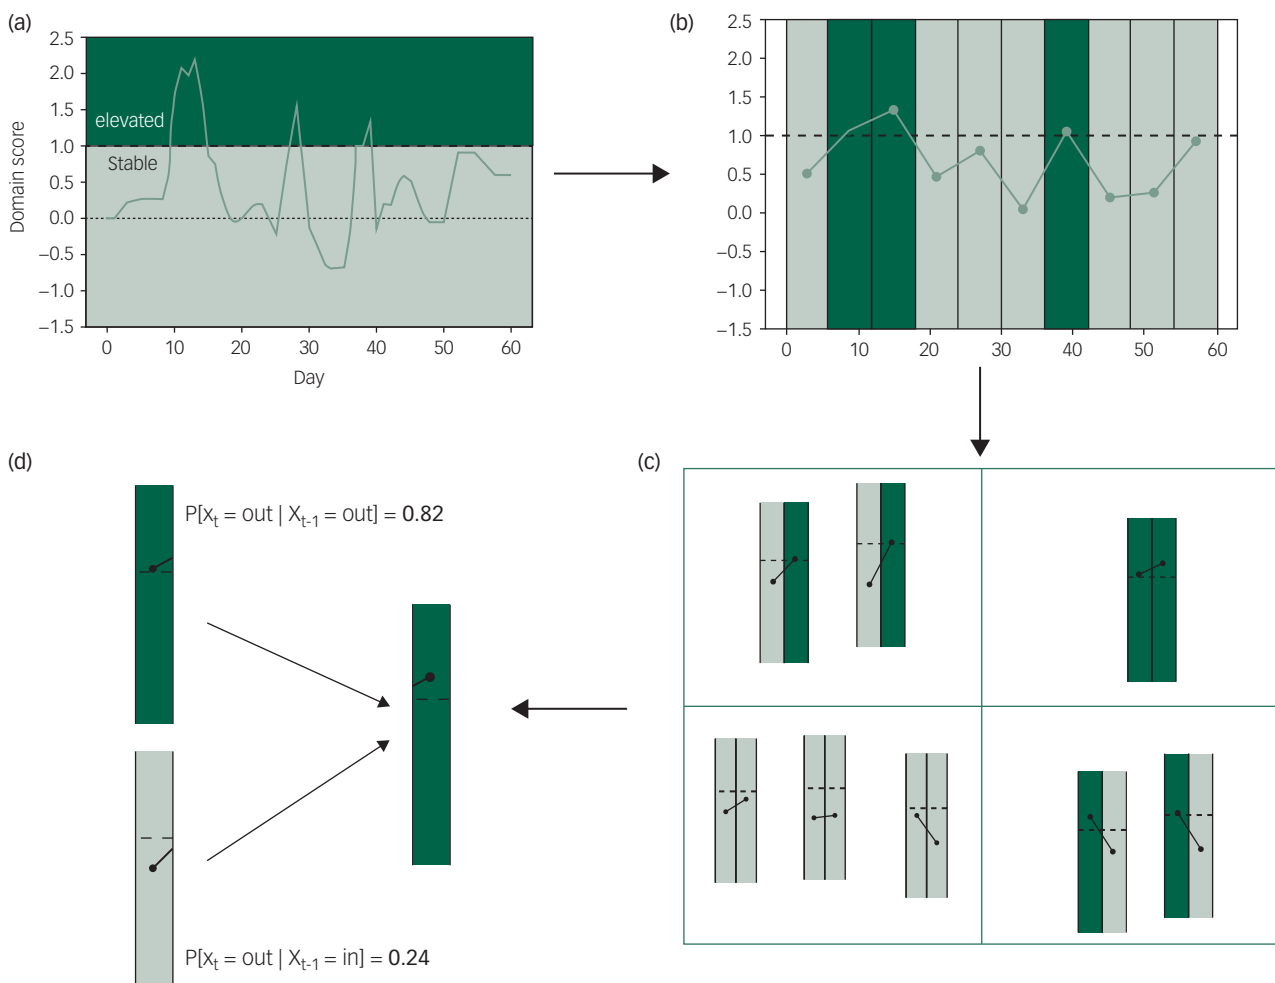 (a)
2.5
2.0
1.5
1.0
0.5
0.0
–0.5
–1.0
–1.5
Domain score
elevated
Stable
0 10 20 30 40 50 60
Day
(b)
2.5
2.0
1.5
1.0
0.5
0.0
–0.5
–1.0
–1.5
0 10 20 30 40 50 60
(d)
P[xt = out | Xt-1 = out] = 0.82
P[xt = out | Xt-1 = in] = 0.24
(c)